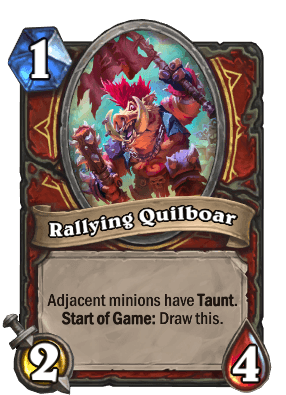 1
Rallying Quilboar
Adjacent minions have Taunt.
Start of Game: Draw this.
2
4